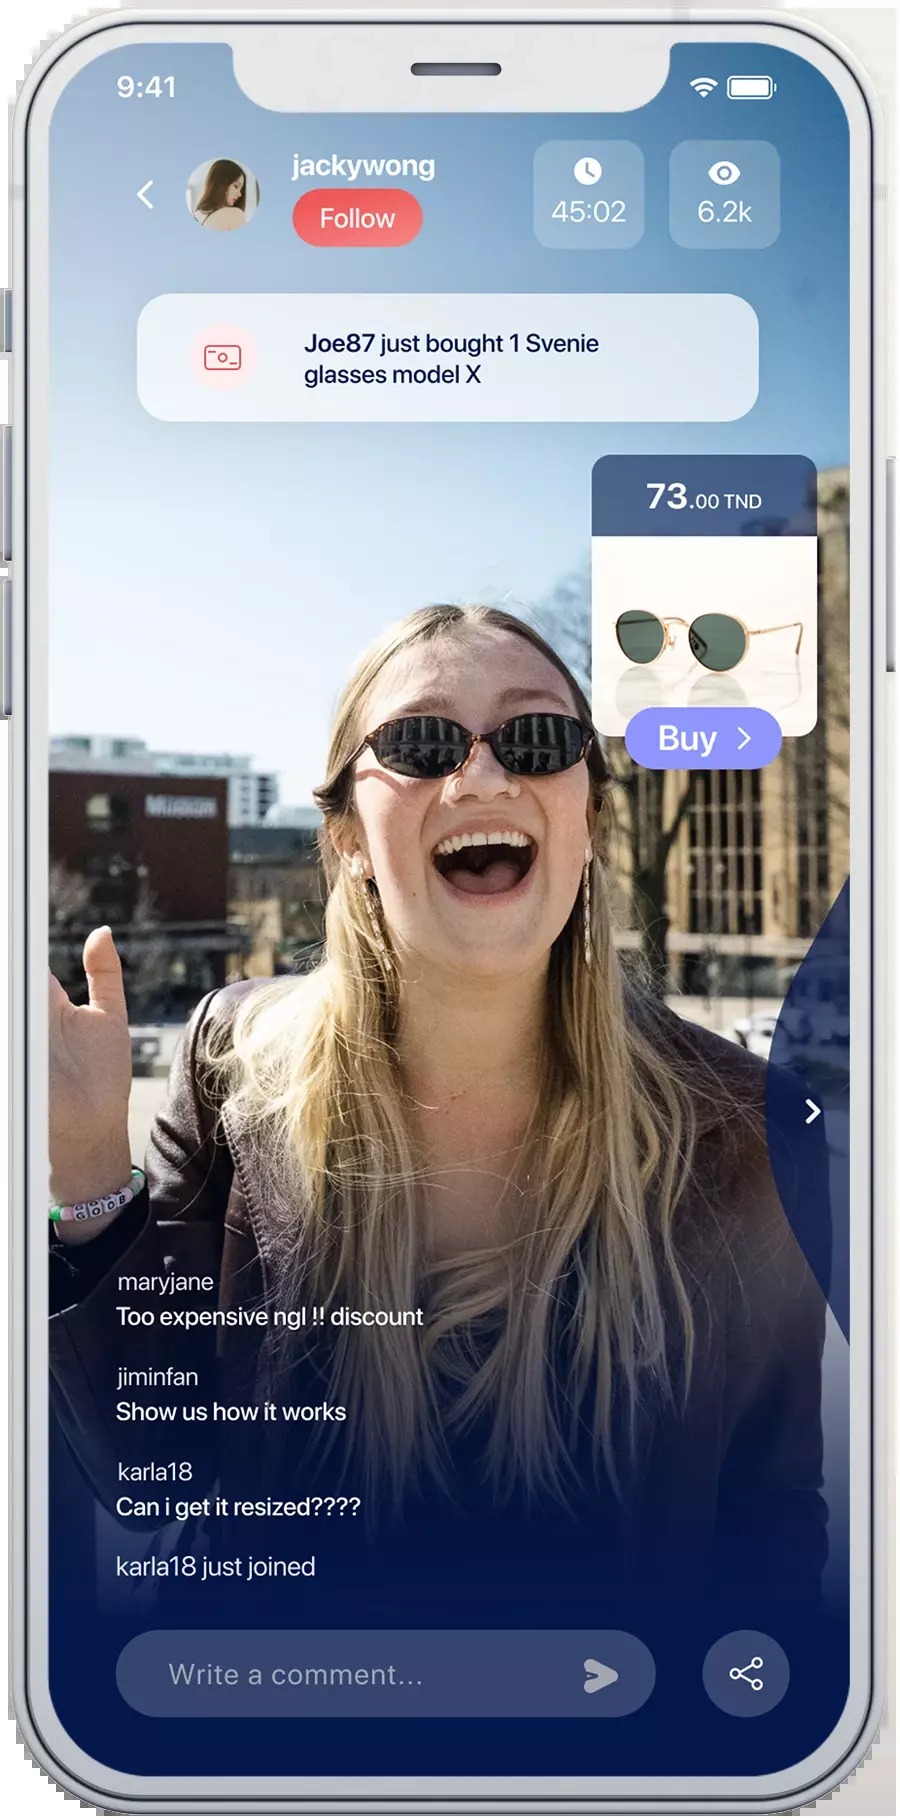 9:41
jackywong
Follow
45:02
6.2k
Joe87 just bought 1 Svenie
glasses model X
73.00 TND
Buy
Museum
GOOB
maryjane
Too expensive ngl !! discount
jiminfan
Show us how it works
karla18
Can i get it resized????
karla18 just joined
Write a comment...